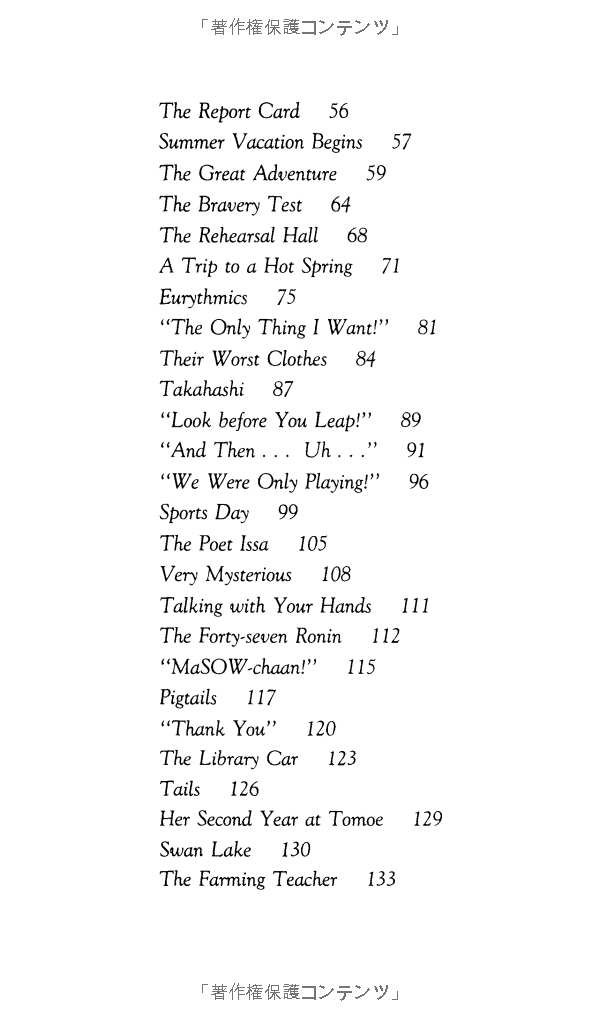 「著作権保護コンテンツ」
The Report Card 56
Summer Vacation Begins 57
The Great Adventure 59
The Bravery Test 64
The Rehearsal Hall 68
A Trip to a Hot Spring 71
Eurythmics 75
‘‘The Only Thing I Want!’’ 81
Their Worst Clothes 84
Takahashi 87
‘‘Look before You Leap!’’ 89
‘‘And Then . . . Uh . . .’’ 91
‘‘We Were Only Playing!’’ 96
Sports Day 99
The Poet Issa 105
Very Mysterious 108
Talking with Your Hands 111
The Forty-seven Ronin 112
‘‘MaSOW-chaan!’’ 115
Pigtails 117
‘‘Thank You’’ 120
The Library Car 123
Tails 126
Her Second Year at Tomoe 129
Swan Lake 130
The Farming Teacher 133
「著作権保護コンテンツ」